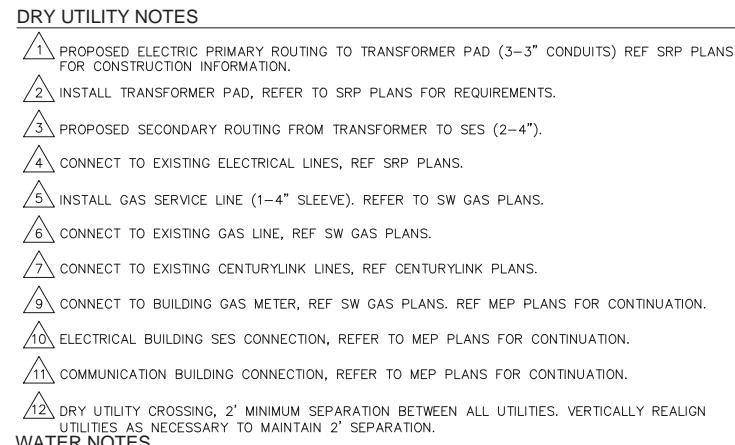 DRY UTILITY NOTES
1 PROPOSED ELECTRIC PRIMARY ROUTING TO TRANSFORMER PAD (3–3" CONDUITS) REF SRP PLANS
FOR CONSTRUCTION INFORMATION.
2 INSTALL TRANSFORMER PAD, REFER TO SRP PLANS FOR REQUIREMENTS.
3 PROPOSED SECONDARY ROUTING FROM TRANSFORMER TO SES (2–4").
4 CONNECT TO EXISTING ELECTRICAL LINES, REF SRP PLANS.
5 INSTALL GAS SERVICE LINE (1–4" SLEEVE). REFER TO SW GAS PLANS.
6 CONNECT TO EXISTING GAS LINE, REF SW GAS PLANS.
7 CONNECT TO EXISTING CENTURYLINK LINES, REF CENTURYLINK PLANS.
9 CONNECT TO BUILDING GAS METER, REF SW GAS PLANS. REF MEP PLANS FOR CONTINUATION.
10 ELECTRICAL BUILDING SES CONNECTION, REFER TO MEP PLANS FOR CONTINUATION.
11 COMMUNICATION BUILDING CONNECTION, REFER TO MEP PLANS FOR CONTINUATION.
12 DRY UTILITY CROSSING, 2' MINIMUM SEPARATION BETWEEN ALL UTILITIES. VERTICALLY REALIGN
UTILITIES AS NECESSARY TO MAINTAIN 2' SEPARATION.
WATER NOTES